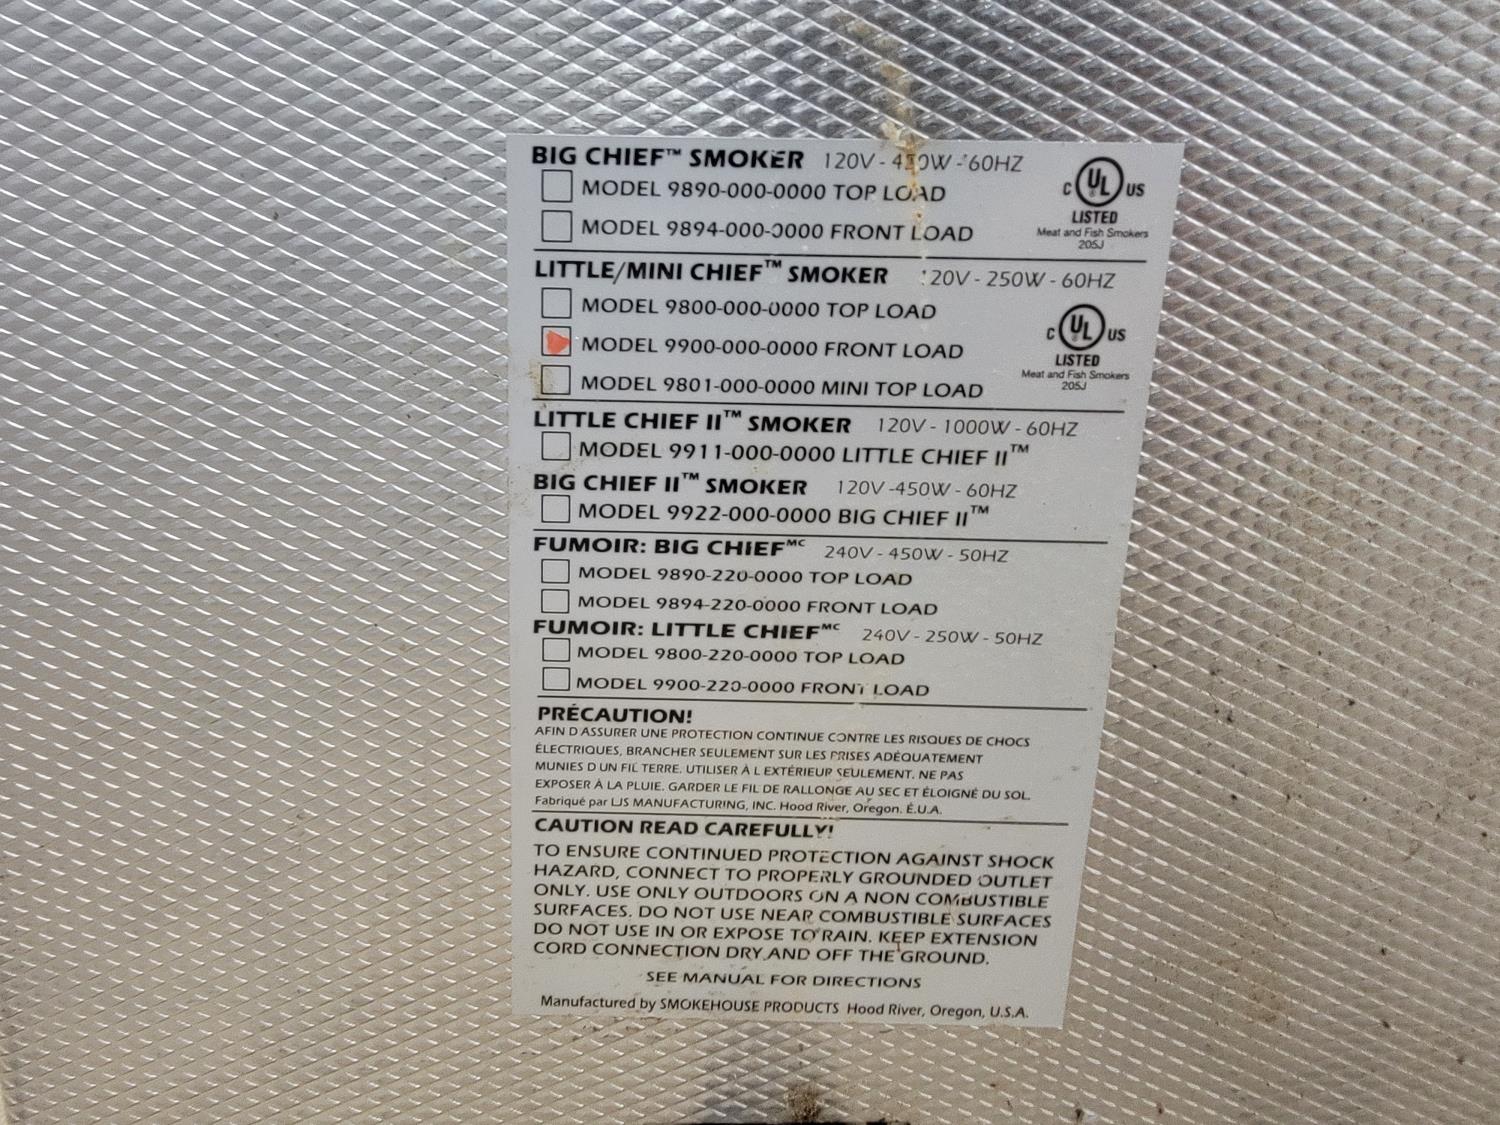 BIG CHIEF™ SMOKER 120V - 450W - 60HZ
MODEL 9890-000-0000 TOP LOAD
MODEL 9894-000-0000 FRONT LOAD
C UL US
LISTED
Meat and Fish Smokers
205J
LITTLE/MINI CHIEF™ SMOKER 120V - 250W - 60HZ
MODEL 9800-000-0000 TOP LOAD
MODEL 9900-000-0000 FRONT LOAD
MODEL 9801-000-0000 MINI TOP LOAD
C UL US
LISTED
Meat and Fish Smokers
205J
LITTLE CHIEF II™ SMOKER 120V - 1000W - 60HZ
MODEL 9911-000-0000 LITTLE CHIEF II™
BIG CHIEF II™ SMOKER 120V -450W - 60HZ
MODEL 9922-000-0000 BIG CHIEF II™
FUMOIR: BIG CHIEFᴹᶜ 240V - 450W - 50HZ
MODEL 9890-220-0000 TOP LOAD
MODEL 9894-220-0000 FRONT LOAD
FUMOIR: LITTLE CHIEFᴹᶜ 240V - 250W - 50HZ
MODEL 9800-220-0000 TOP LOAD
MODEL 9900-220-0000 FRONT LOAD
PRÉCAUTION!
AFIN D ASSURER UNE PROTECTION CONTINUE CONTRE LES RISQUES DE CHOCS
ÉLECTRIQUES, BRANCHER SEULEMENT SUR LES PRISES ADÉQUATEMENT
MUNIES D UN FIL TERRE. UTILISER À L EXTÉRIEUR SEULEMENT. NE PAS
EXPOSER À LA PLUIE. GARDER LE FIL DE RALLONGE AU SEC ET ÉLOIGNÉ DU SOL.
Fabriqué par LJS MANUFACTURING, INC. Hood River, Oregon. É.U.A.
CAUTION READ CAREFULLY!
TO ENSURE CONTINUED PROTECTION AGAINST SHOCK
HAZARD, CONNECT TO PROPERLY GROUNDED OUTLET
ONLY. USE ONLY OUTDOORS ON A NON COMBUSTIBLE
SURFACES. DO NOT USE NEAR COMBUSTIBLE SURFACES
DO NOT USE IN OR EXPOSE TO RAIN. KEEP EXTENSION
CORD CONNECTION DRY AND OFF THE GROUND.
SEE MANUAL FOR DIRECTIONS
Manufactured by SMOKEHOUSE PRODUCTS Hood River, Oregon, U.S.A.